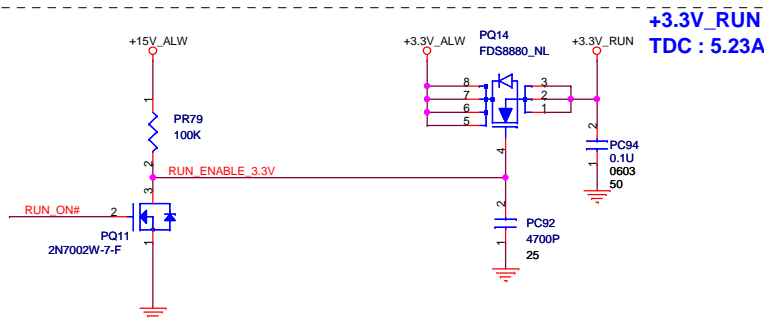 +3.3V_RUN
TDC : 5.23A
+15V_ALW
+3.3V_ALW
PQ14
FDS8880_NL
+3.3V_RUN
8
7
6
5
3
2
1
4
1
PR79
100K
2
RUN_ENABLE_3.3V
3
RUN_ON#
2
PQ11
2N7002W-7-F
1
2
PC94
0.1U
0603
50
1
2
PC92
4700P
25
1